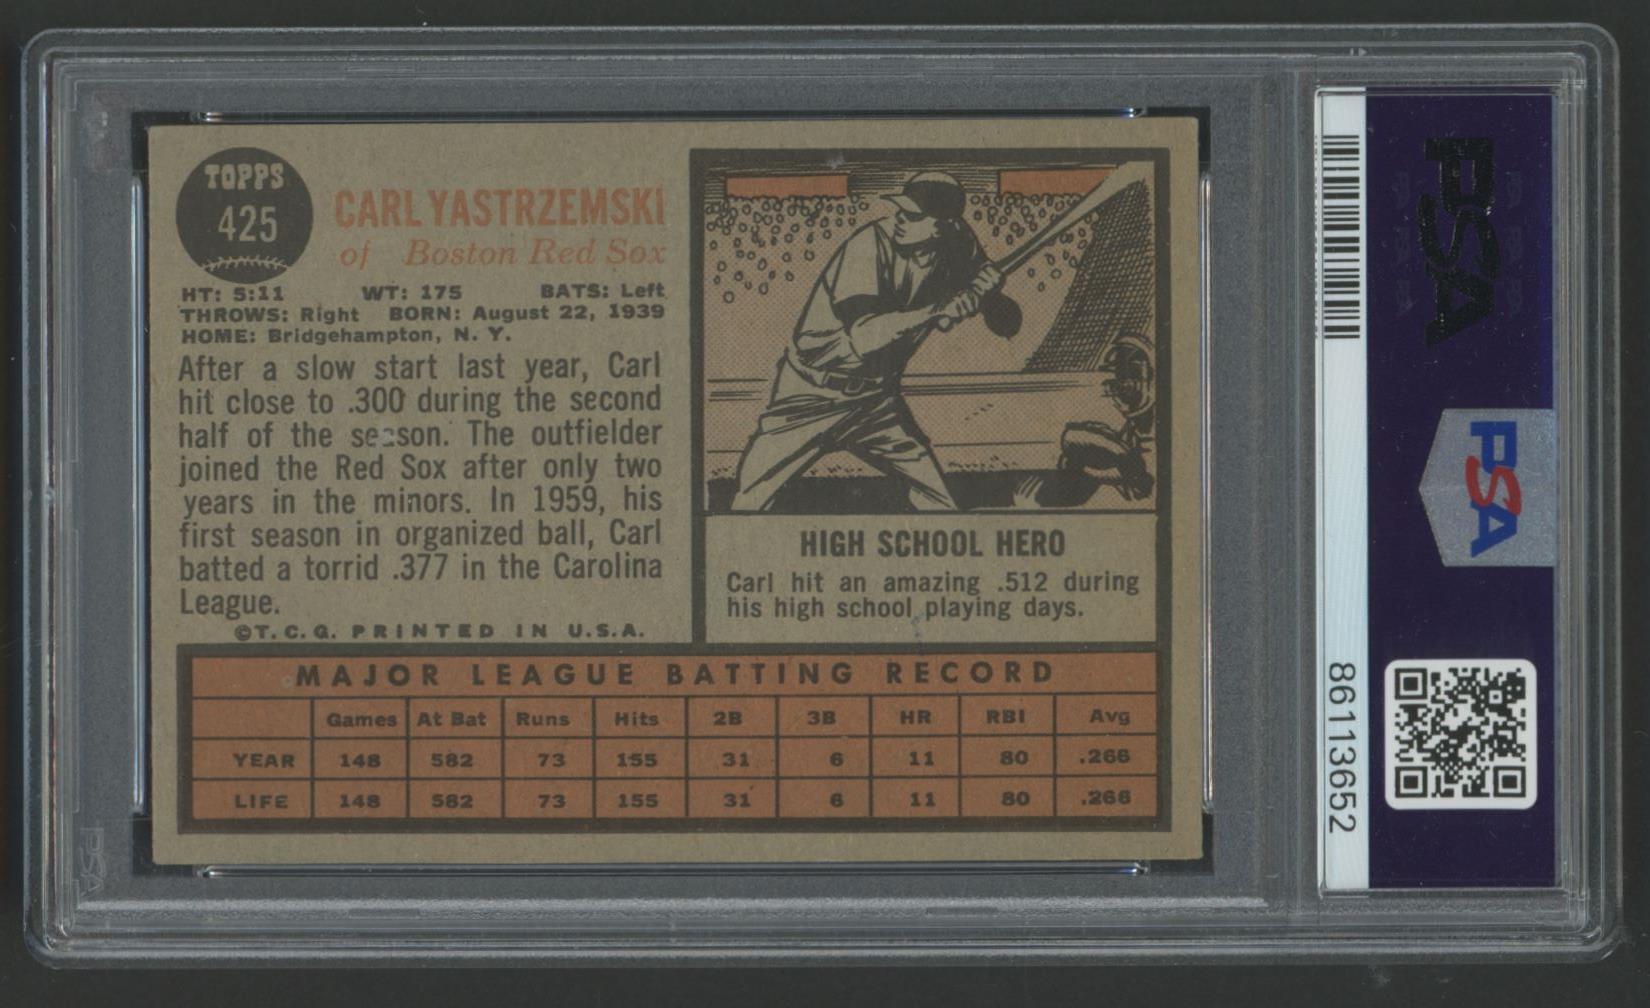 TOPPS
425
CARL YASTRZEMSKI
of Boston Red Sox
HT: 5:11 WT: 175 BATS: Left
THROWS: Right BORN: August 22, 1939
HOME: Bridgehampton, N. Y.
After a slow start last year, Carl
hit close to .300 during the second
half of the season. The outfielder
joined the Red Sox after only two
years in the minors. In 1959, his
first season in organized ball, Carl
batted a torrid .377 in the Carolina
League.
©T.C.G. PRINTED IN U.S.A.
HIGH SCHOOL HERO
Carl hit an amazing .512 during
his high school playing days.
MAJOR LEAGUE BATTING RECORD
Games At Bat Runs Hits 2B 3B HR RBI Avg
YEAR 148 582 73 155 31 6 11 80 .266
LIFE 148 582 73 155 31 6 11 80 .266
PSA
PSA
86113652
PSA